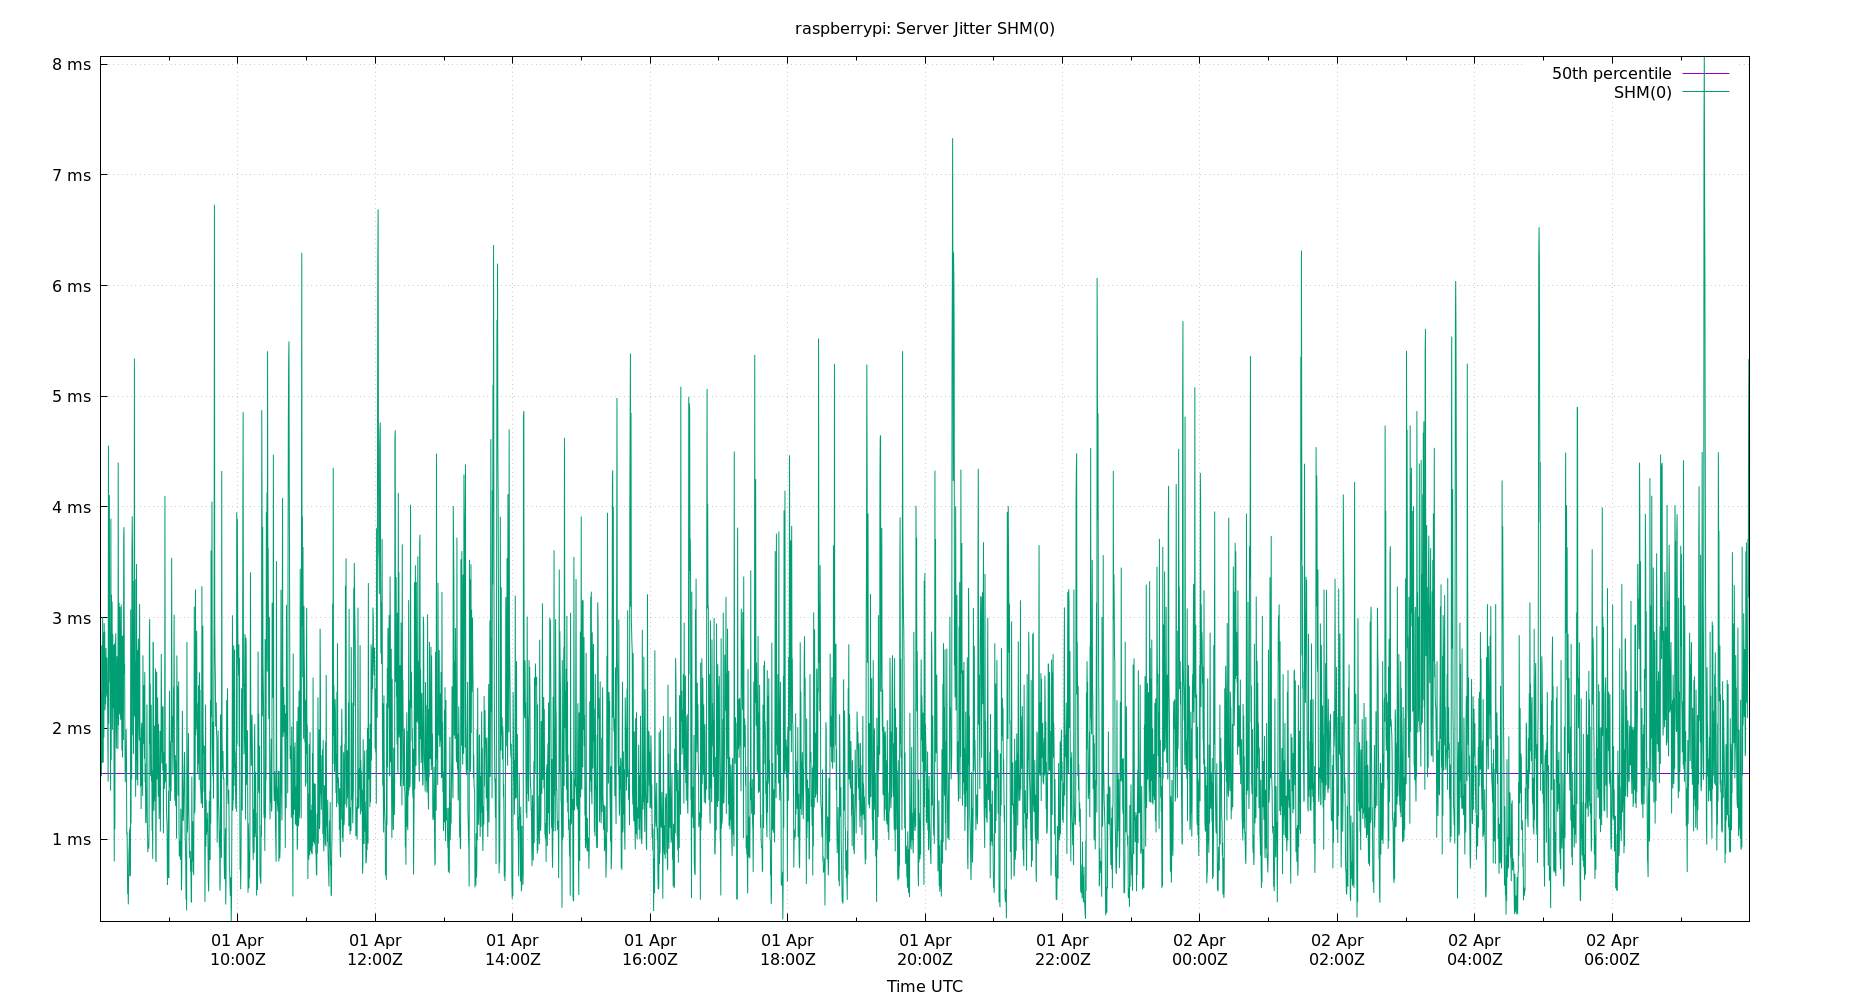 raspberrypi: Server Jitter SHM(0)
8 ms
50th percentile
SHM(0)
7 ms
6 ms
5 ms
4 ms
3 ms
2 ms
1 ms
01 Apr 01 Apr 01 Apr 01 Apr 01 Apr 01 Apr 01 Apr 02 Apr 02 Apr 02 Apr 02 Apr
10:00Z 12:00Z 14:00Z 16:00Z 18:00Z 20:00Z 22:00Z 00:00Z 02:00Z 04:00Z 06:00Z
Time UTC